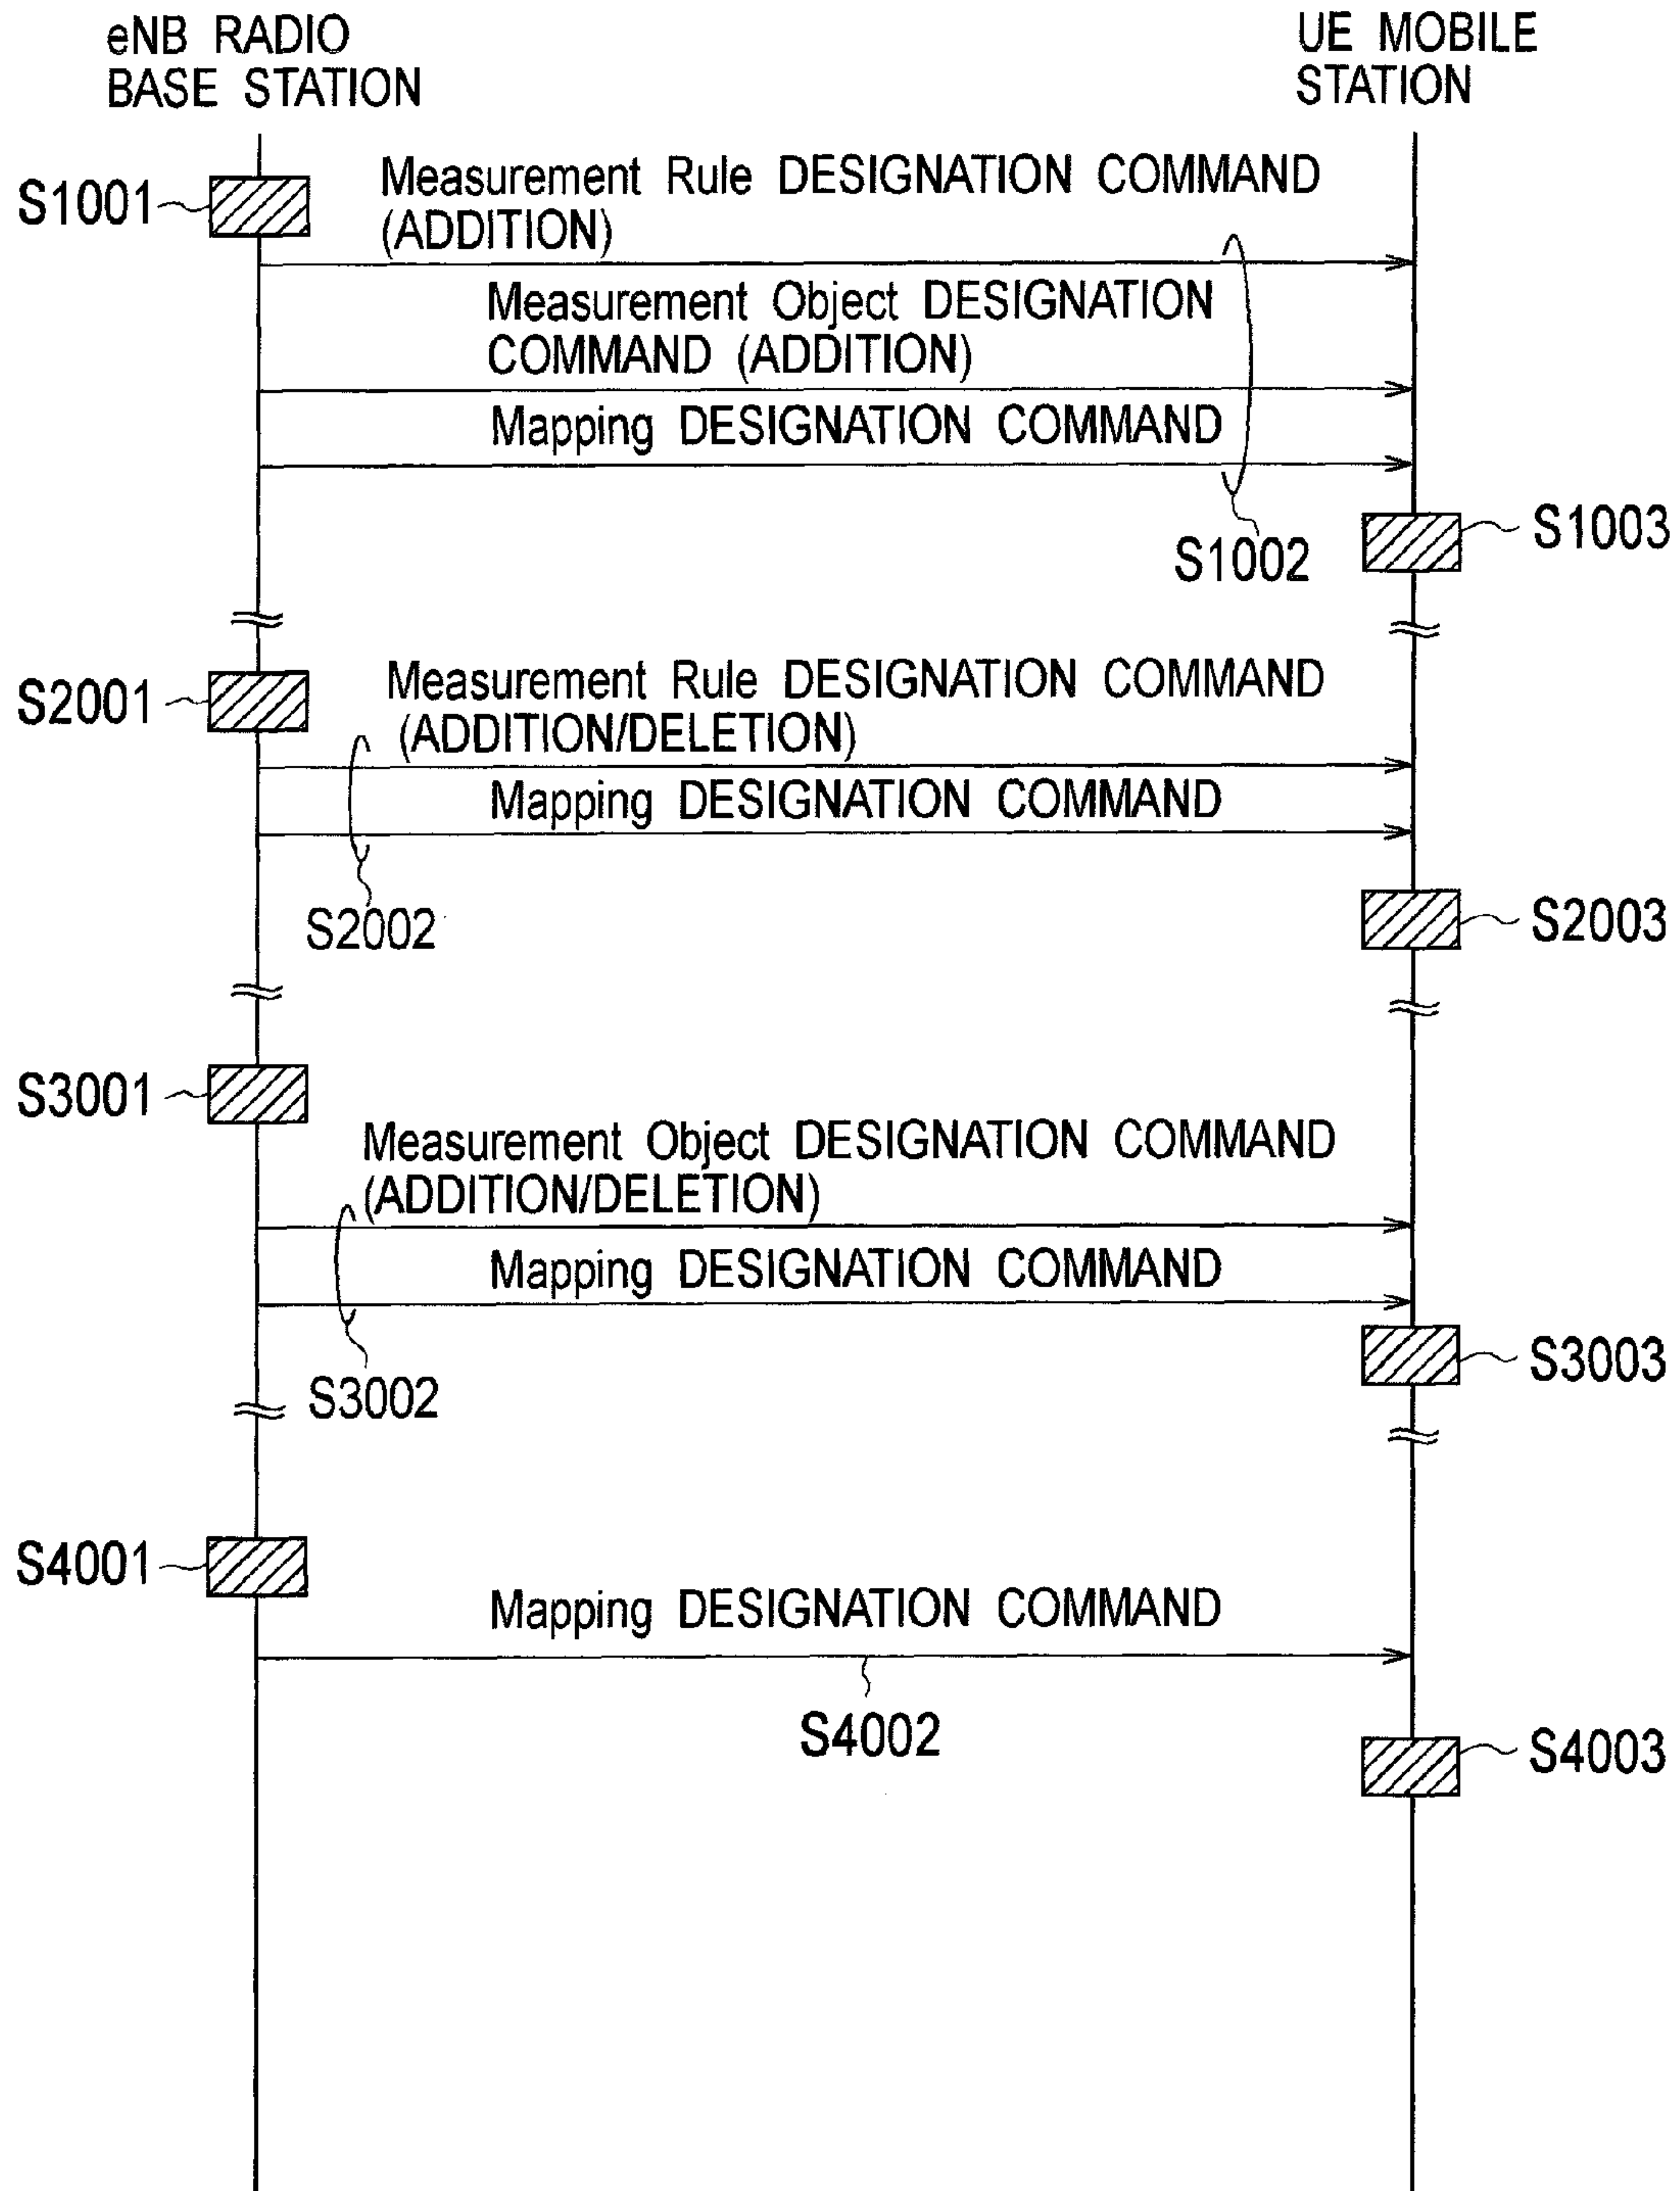 eNB RADIO
BASE STATION
UE MOBILE
STATION
S1001
Measurement Rule DESIGNATION COMMAND
(ADDITION)
Measurement Object DESIGNATION
COMMAND (ADDITION)
Mapping DESIGNATION COMMAND
S1002
S1003
S2001
Measurement Rule DESIGNATION COMMAND
(ADDITION/DELETION)
Mapping DESIGNATION COMMAND
S2002
S2003
S3001
Measurement Object DESIGNATION COMMAND
(ADDITION/DELETION)
Mapping DESIGNATION COMMAND
S3002
S3003
S4001
Mapping DESIGNATION COMMAND
S4002
S4003